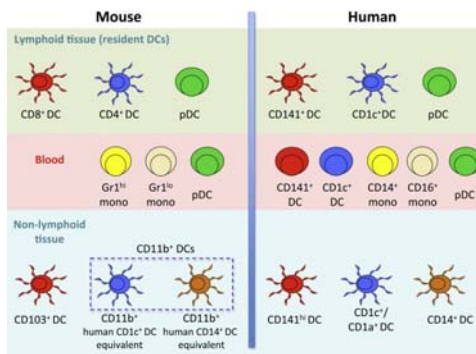 Mouse
Human
Lymphoid tissue (resident DCs)
CD8⁺ DC
CD4⁺ DC
pDC
CD141⁺ DC
CD1c⁺DC
pDC
Blood
Gr1ʰⁱ
mono
Gr1ˡᵒ
mono
pDC
CD141⁺
DC
CD1c⁺
DC
CD14⁺
mono
CD16⁺
mono
pDC
Non-lymphoid
tissue
CD11b⁺ DCs
CD103⁺ DC
CD11b⁺
human CD1c⁺ DC
equivalent
CD11b⁺
human CD14⁺ DC
equivalent
CD141ʰⁱ DC
CD1c⁺/
CD1a⁺ DC
CD14⁺ DC